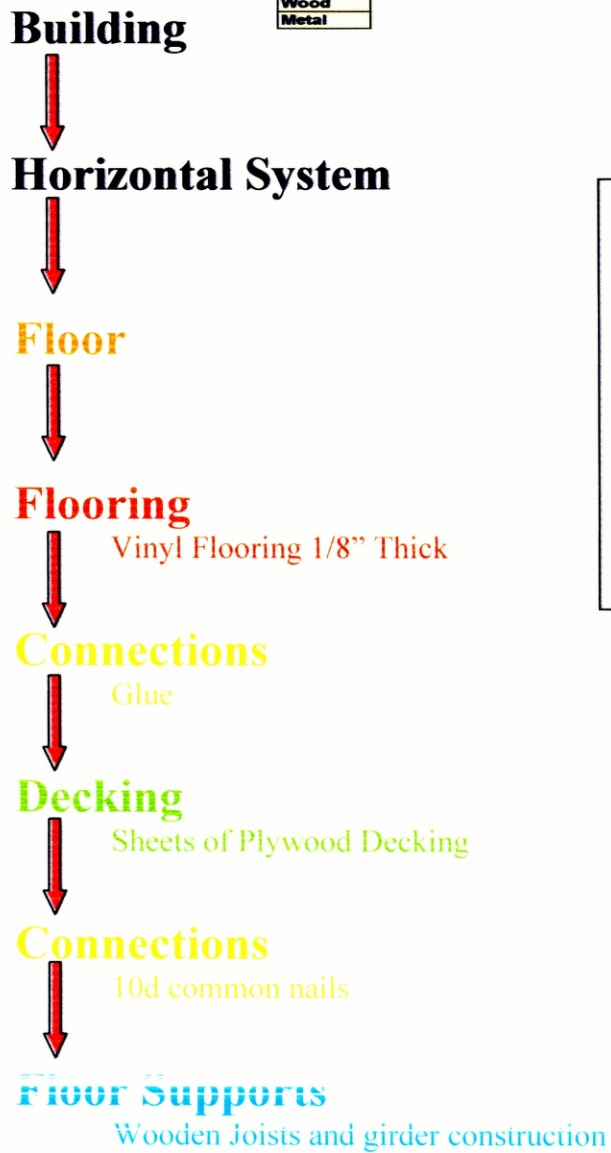 Building
Wood
Metal
Horizontal System
Floor
Flooring
Vinyl Flooring 1/8” Thick
Connections
Glue
Decking
Sheets of Plywood Decking
Connections
10d common nails
Floor Supports
Wooden Joists and girder construction